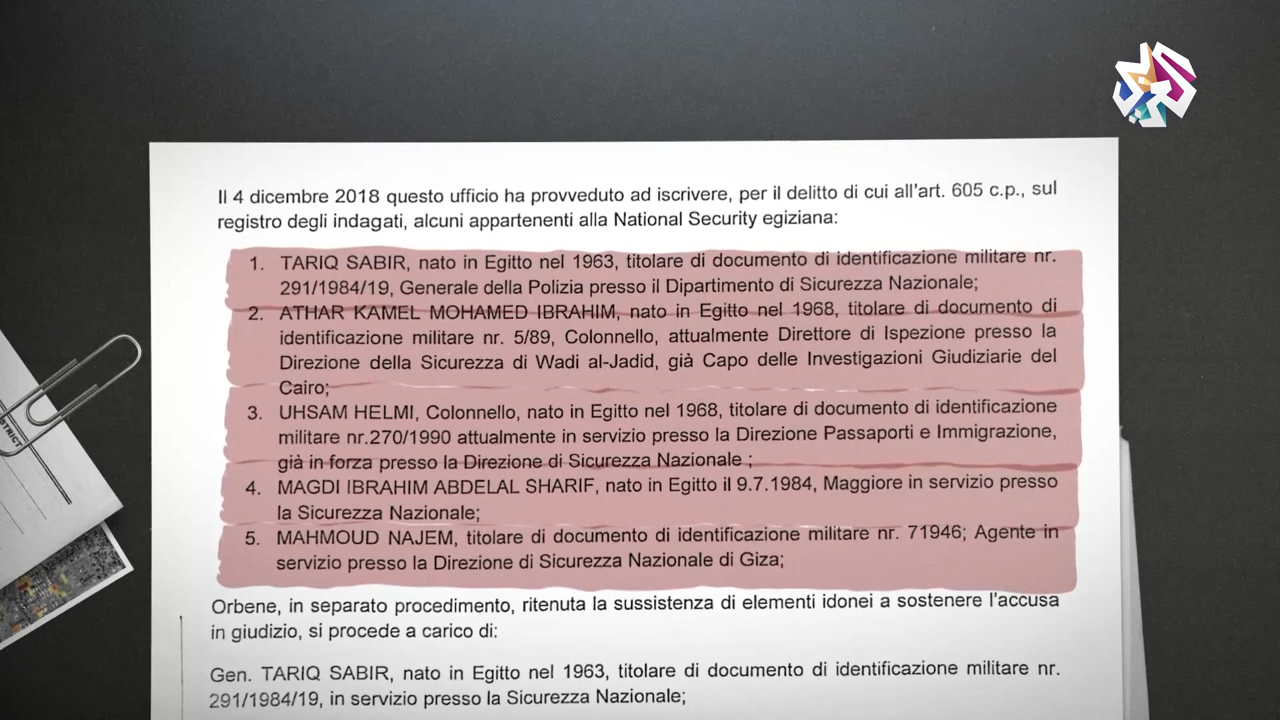 Il 4 dicembre 2018 questo ufficio ha provveduto ad iscrivere, per il delitto di cui all'art. 605 c.p., sul
registro degli indagati, alcuni appartenenti alla National Security egiziana:
1. TARIQ SABIR, nato in Egitto nel 1963, titolare di documento di identificazione militare nr.
291/1984/19, Generale della Polizia presso il Dipartimento di Sicurezza Nazionale;
2. ATHAR KAMEL MOHAMED IBRAHIM, nato in Egitto nel 1968, titolare di documento di
identificazione militare nr. 5/89, Colonnello, attualmente Direttore di Ispezione presso la
Direzione della Sicurezza di Wadi al-Jadid, già Capo delle Investigazioni Giudiziarie del
Cairo;
3. UHSAM HELMI, Colonnello, nato in Egitto nel 1968, titolare di documento di identificazione
militare nr.270/1990 attualmente in servizio presso la Direzione Passaporti e Immigrazione,
già in forza presso la Direzione di Sicurezza Nazionale ;
4. MAGDI IBRAHIM ABDELAL SHARIF, nato in Egitto il 9.7.1984, Maggiore in servizio presso
la Sicurezza Nazionale;
5. MAHMOUD NAJEM, titolare di documento di identificazione militare nr. 71946; Agente in
servizio presso la Direzione di Sicurezza Nazionale di Giza;
Orbene, in separato procedimento, ritenuta la sussistenza di elementi idonei a sostenere l'accusa
in giudizio, si procede a carico di:
Gen. TARIQ SABIR, nato in Egitto nel 1963, titolare di documento di identificazione militare nr.
291/1984/19, in servizio presso la Sicurezza Nazionale;